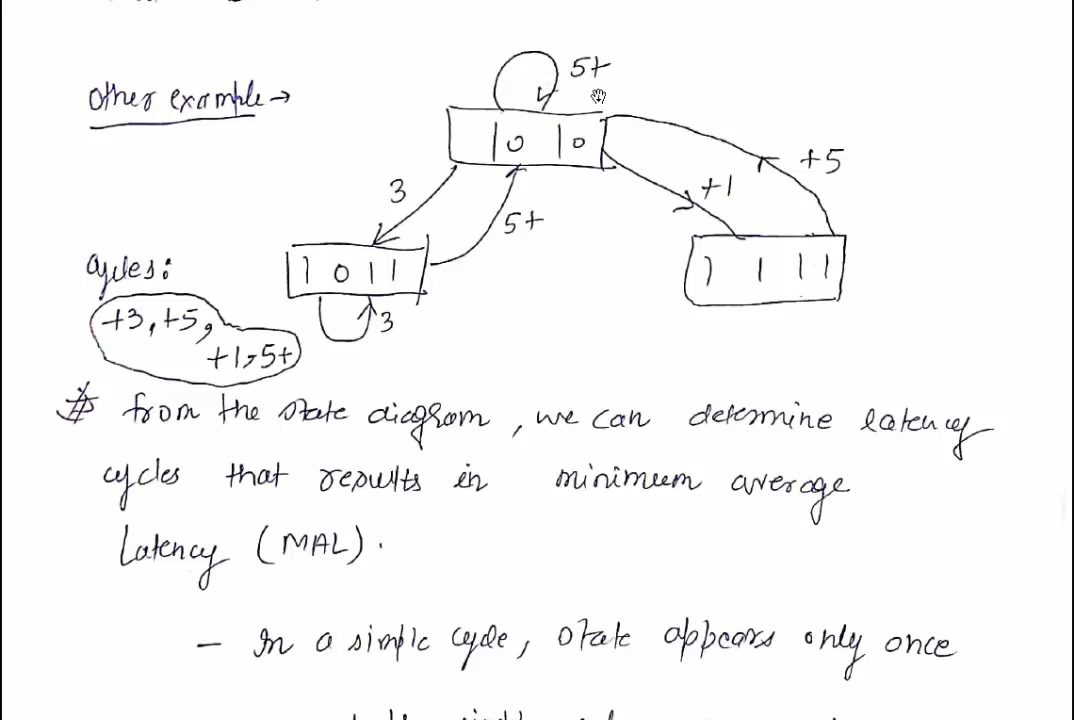 5+
Other example →
1 0 1 0
+5
3
+1
5+
Cycles:
1 0 1 1
1 1 1 1
+3, +5,
3
+1, 5+
# from the state diagram, we can determine latency
cycles that results in minimum average
Latency (MAL).
- In a simple cycle, state appears only once